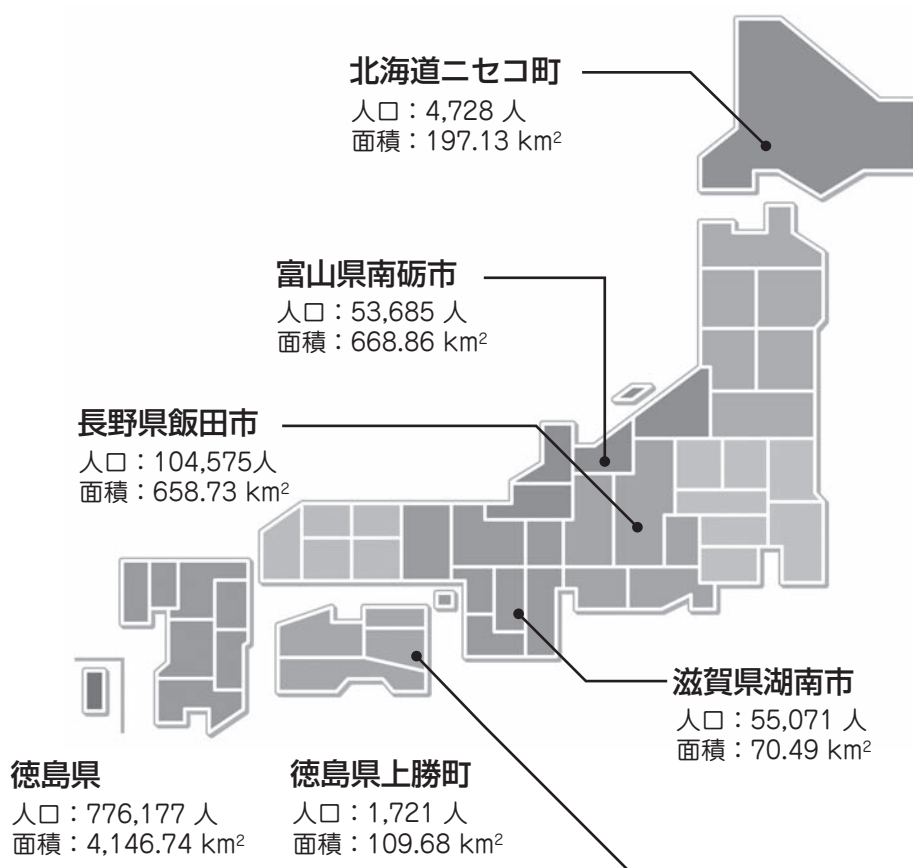 北海道ニセコ町
人口：4,728 人
面積：197.13 km²
富山県南砺市
人口：53,685 人
面積：668.86 km²
長野県飯田市
人口：104,575人
面積：658.73 km²
滋賀県湖南市
人口：55,071 人
面積：70.49 km²
徳島県
人口：776,177 人
面積：4,146.74 km²
徳島県上勝町
人口：1,721 人
面積：109.68 km²